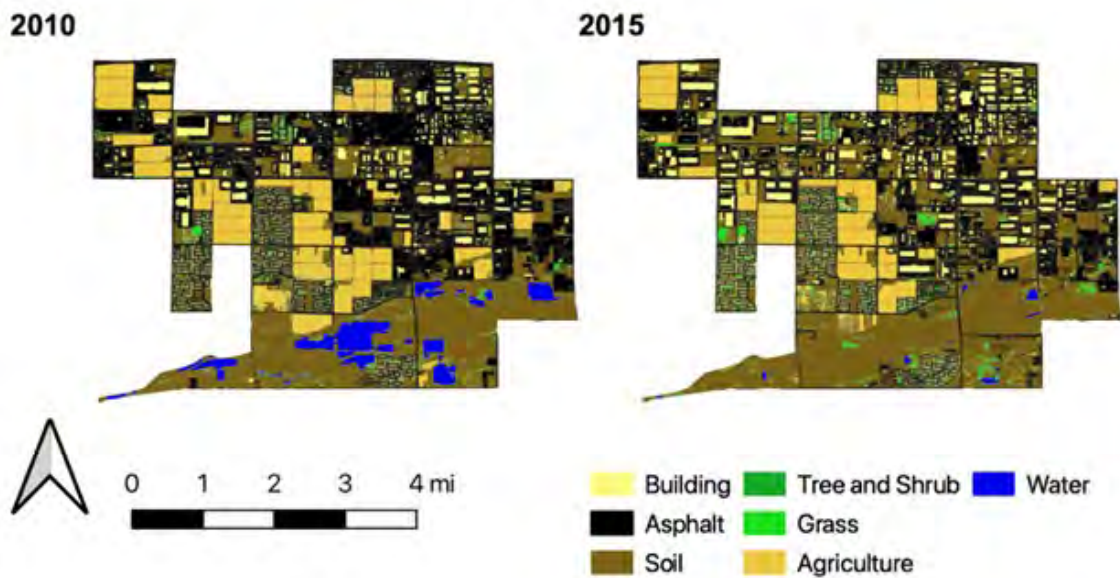 2010 2015
0 1 2 3 4 mi
Building Tree and Shrub Water
Asphalt Grass
Soil Agriculture